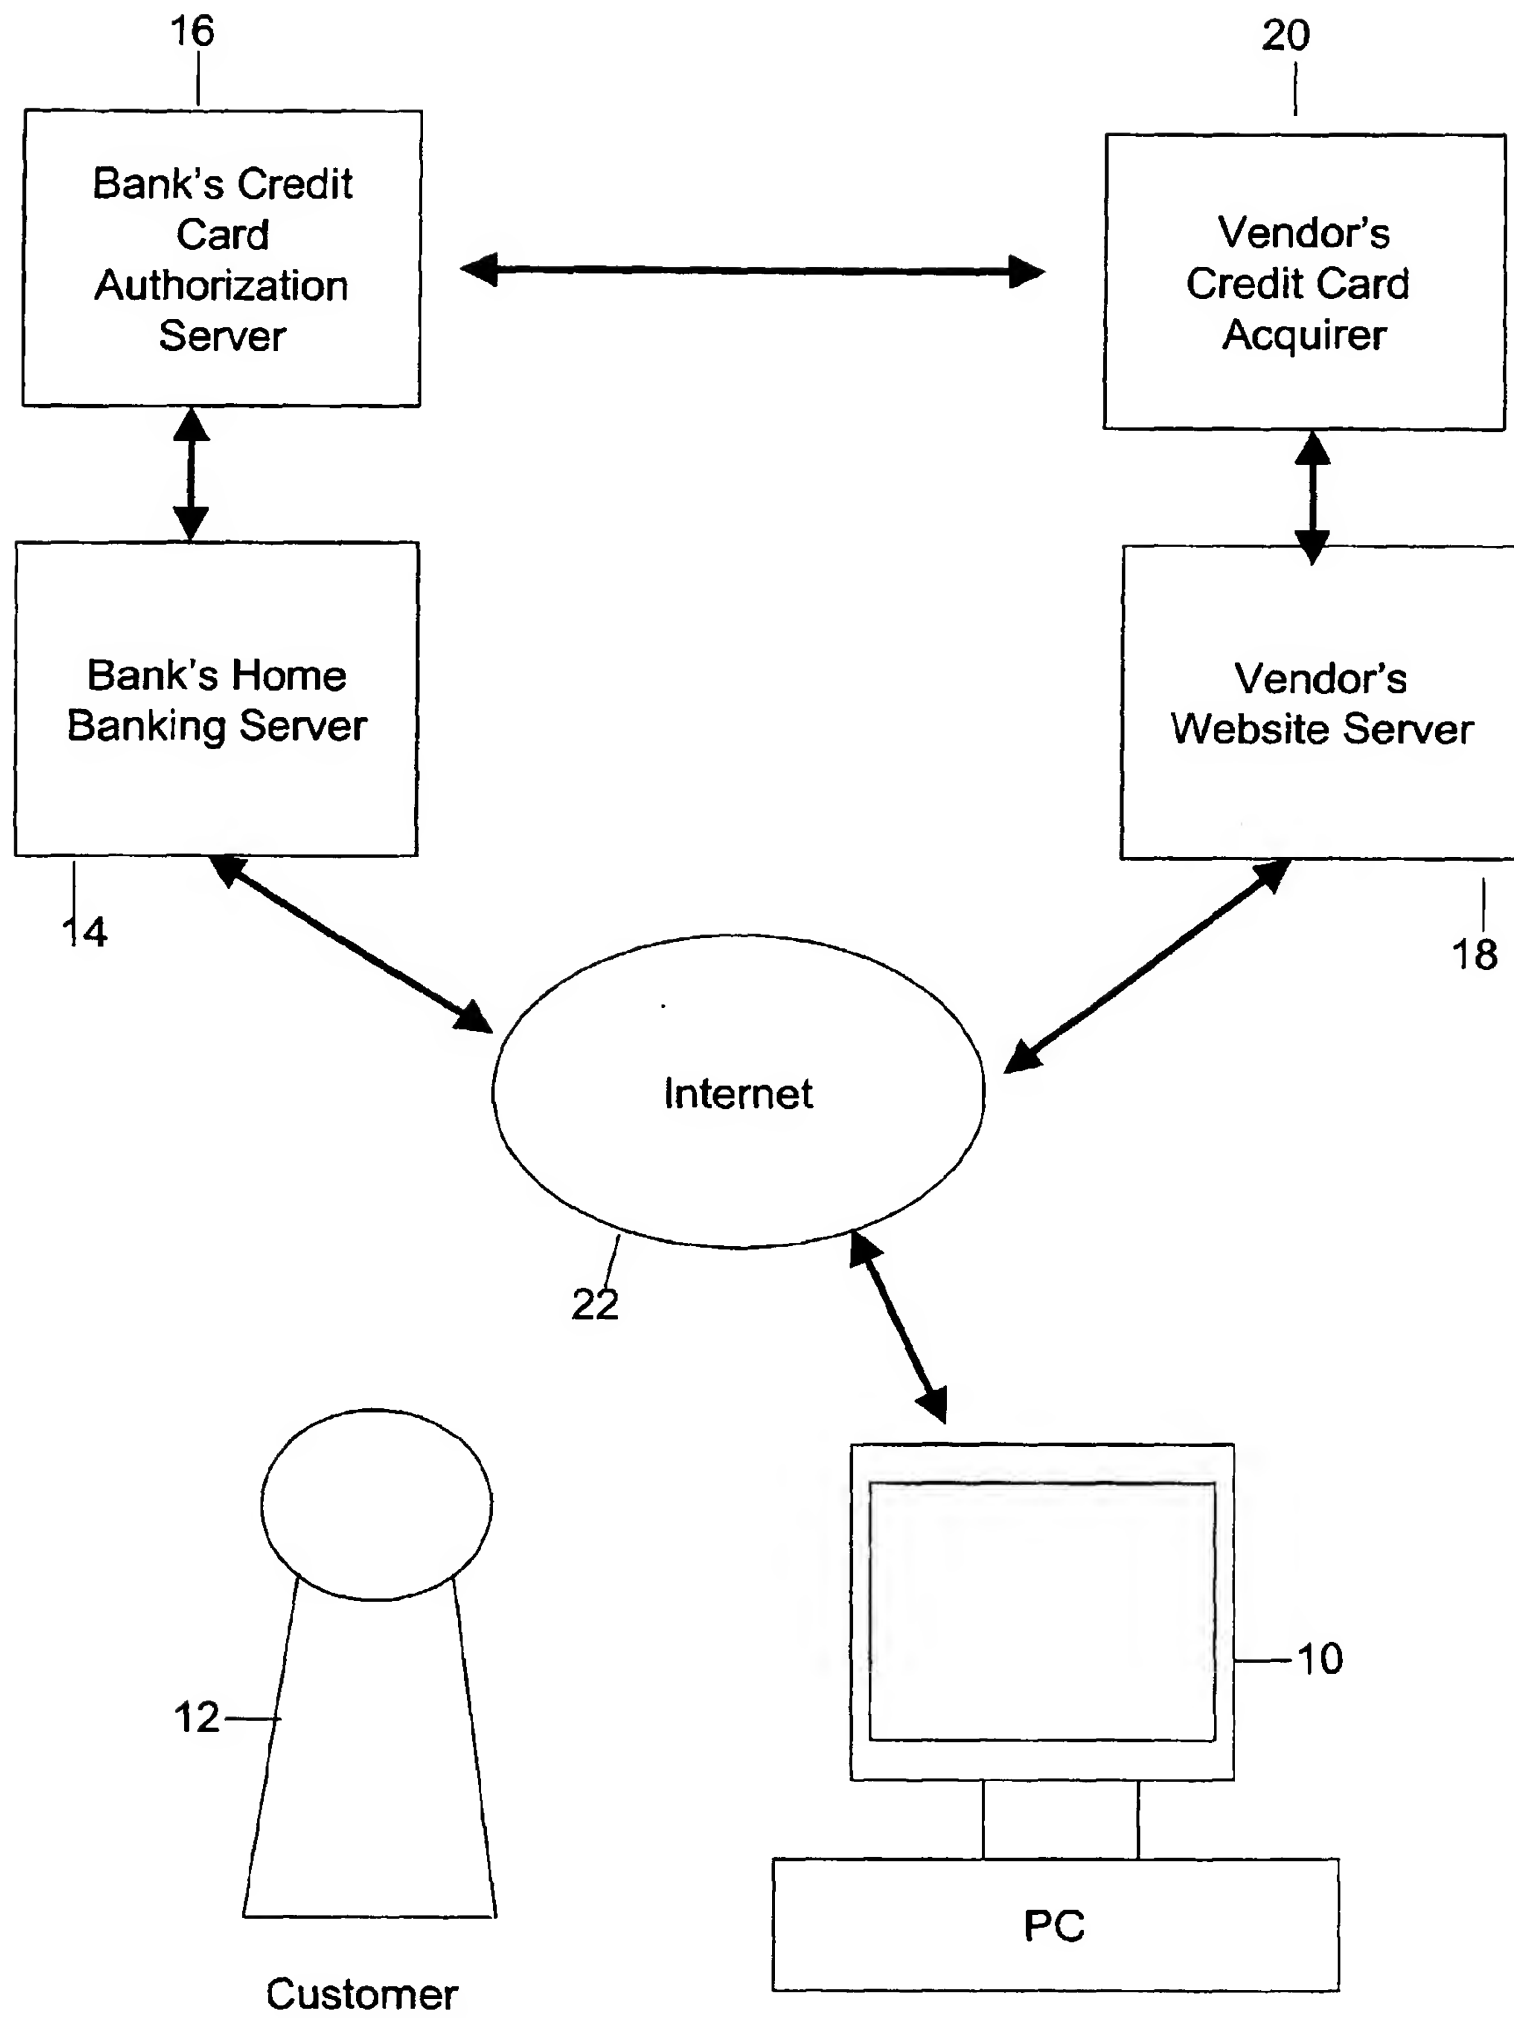 16
20
Bank's Credit
Card
Authorization
Server
Vendor's
Credit Card
Acquirer
Bank's Home
Banking Server
Vendor's
Website Server
14
18
Internet
22
10
12
PC
Customer